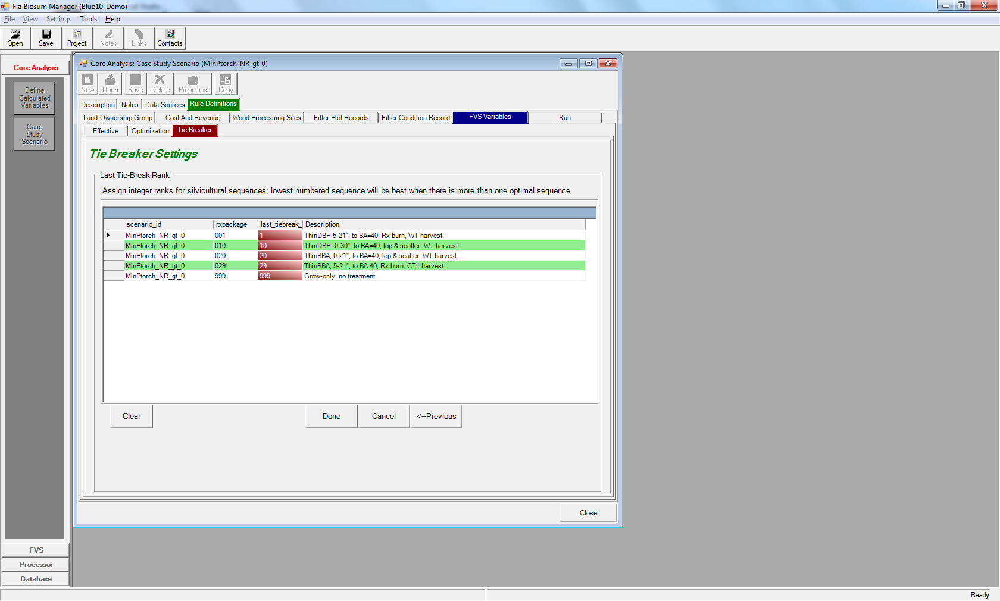 Fia Biosum Manager (Blue10_Demo)
File View Settings Tools Help
Open Save Project Notes Links Contacts
Core Analysis
Define
Calculated
Variables
Case
Study
Scenario
Core Analysis: Case Study Scenario (MinPtorch_NR_gt_0)
New Open Save Delete Properties Copy
Description Notes Data Sources Rule Definitions
Land Ownership Group Cost And Revenue Wood Processing Sites Filter Plot Records Filter Condition Record FVS Variables Run
Effective Optimization Tie Breaker
Tie Breaker Settings
Last Tie-Break Rank
Assign integer ranks for silvicultural sequences; lowest numbered sequence will be best when there is more than one optimal sequence
scenario_id rxpackage last_tiebreak_ Description
MinPtorch_NR_gt_0 001 1 ThinDBH 5-21", to BA=40, Rx burn, WT harvest.
MinPtorch_NR_gt_0 010 10 ThinDBH, 0-30", to BA=40, lop & scatter. WT harvest.
MinPtorch_NR_gt_0 020 20 ThinBBA, 0-21", to BA=40, lop & scatter. WT harvest.
MinPtorch_NR_gt_0 029 29 ThinBBA, 5-21", to BA 40, Rx burn. CTL harvest.
MinPtorch_NR_gt_0 999 999 Grow-only, no treatment.
Clear Done Cancel <--Previous
Close
FVS
Processor
Database
Ready